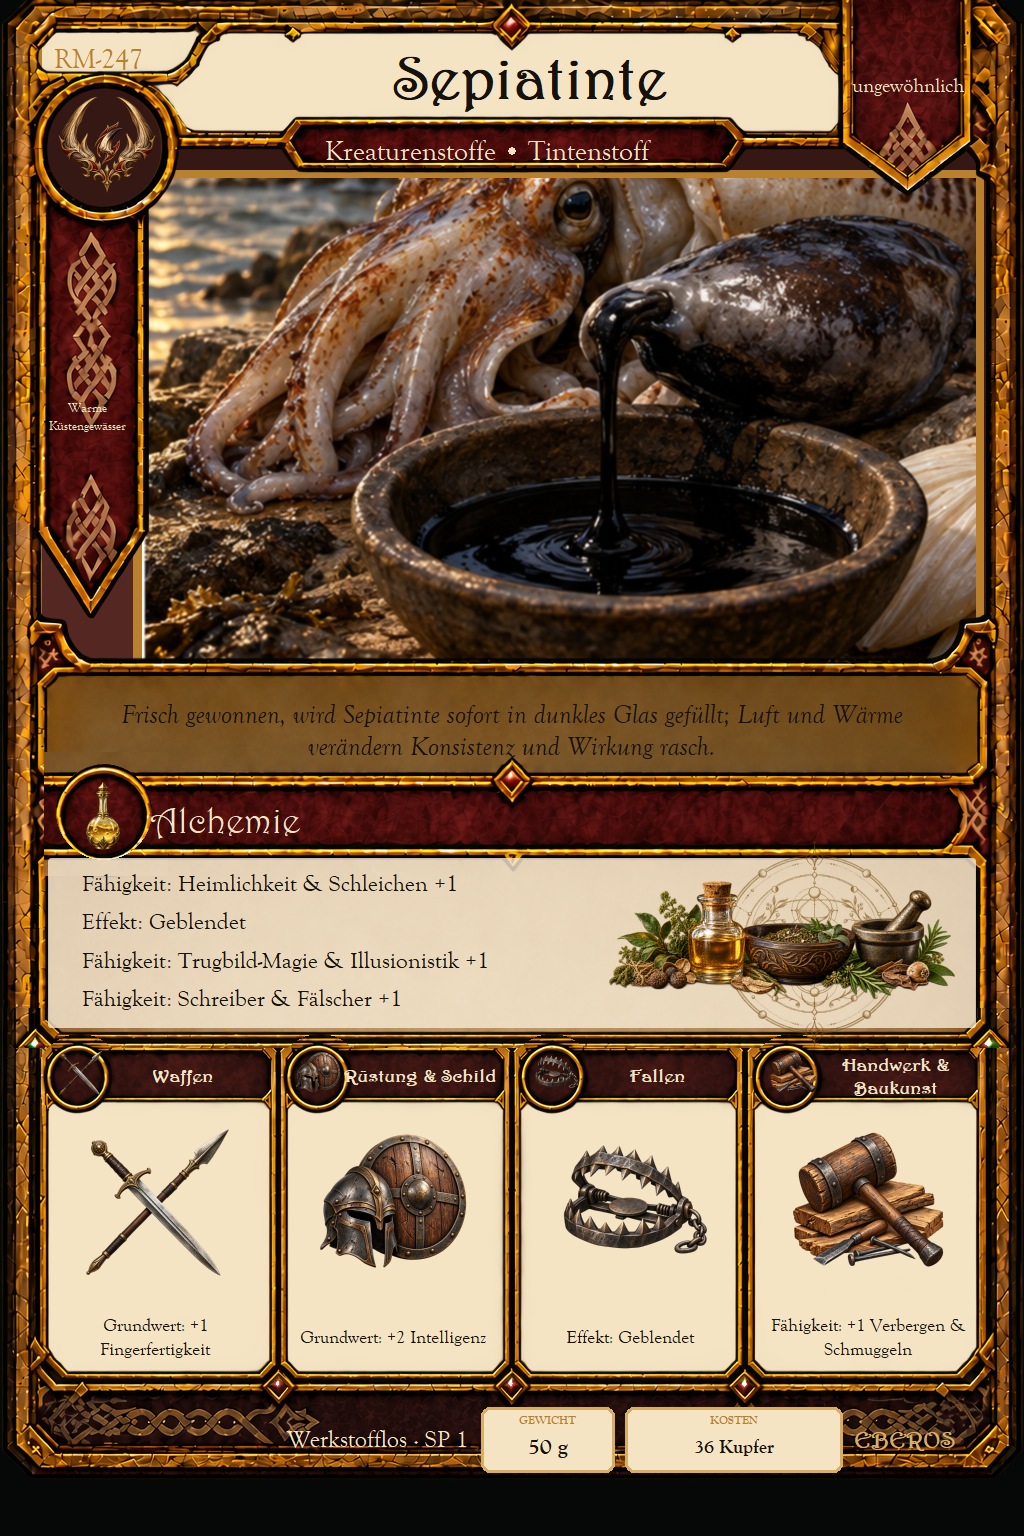 RM-247
Sepiatinte
ungewöhnlich
Kreaturenstoffe • Tintenstoff
Warme
Küstengewässer
Frisch gewonnen, wird Sepiatinte sofort in dunkles Glas gefüllt; Luft und Wärme
verändern Konsistenz und Wirkung rasch.
Alchemie
Fähigkeit: Heimlichkeit & Schleichen +1
Effekt: Geblendet
Fähigkeit: Trugbild-Magie & Illusionistik +1
Fähigkeit: Schreiber & Fälscher +1
Waffen
Grundwert: +1
Fingerfertigkeit
Rüstung & Schild
Grundwert: +2 Intelligenz
Fallen
Effekt: Geblendet
Handwerk &
Baukunst
Fähigkeit: +1 Verbergen &
Schmuggeln
Werkstofflos · SP 1
GEWICHT
50 g
KOSTEN
36 Kupfer
EBEROS